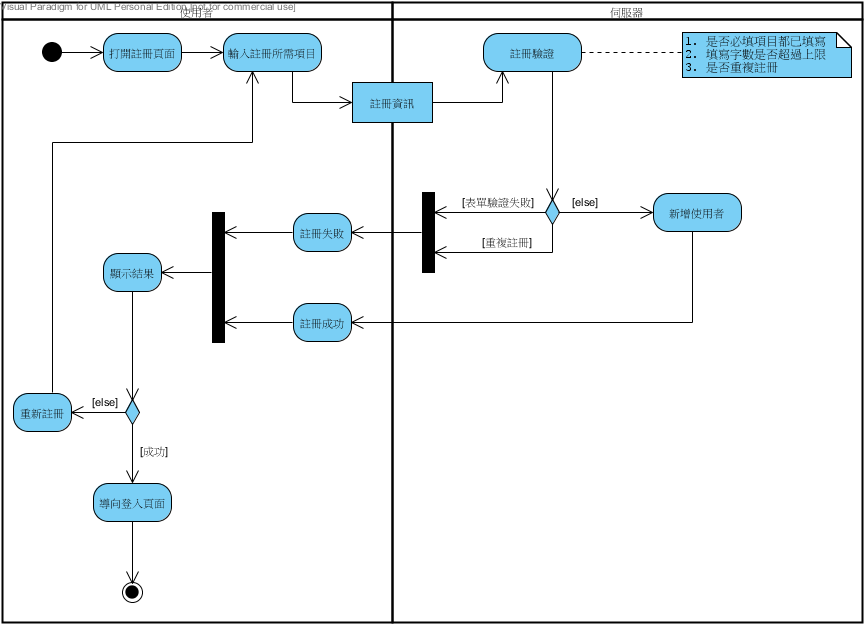 Visual Paradigm for UML Personal Edition [not for commercial use]
使用者
伺服器
打開註冊頁面
輸入註冊所需項目
註冊驗證
1. 是否必填項目都已填寫
2. 填寫字數是否超過上限
3. 是否重複註冊
註冊資訊
[表單驗證失敗]
[else]
新增使用者
註冊失敗
[重複註冊]
顯示結果
註冊成功
[else]
重新註冊
[成功]
導向登入頁面